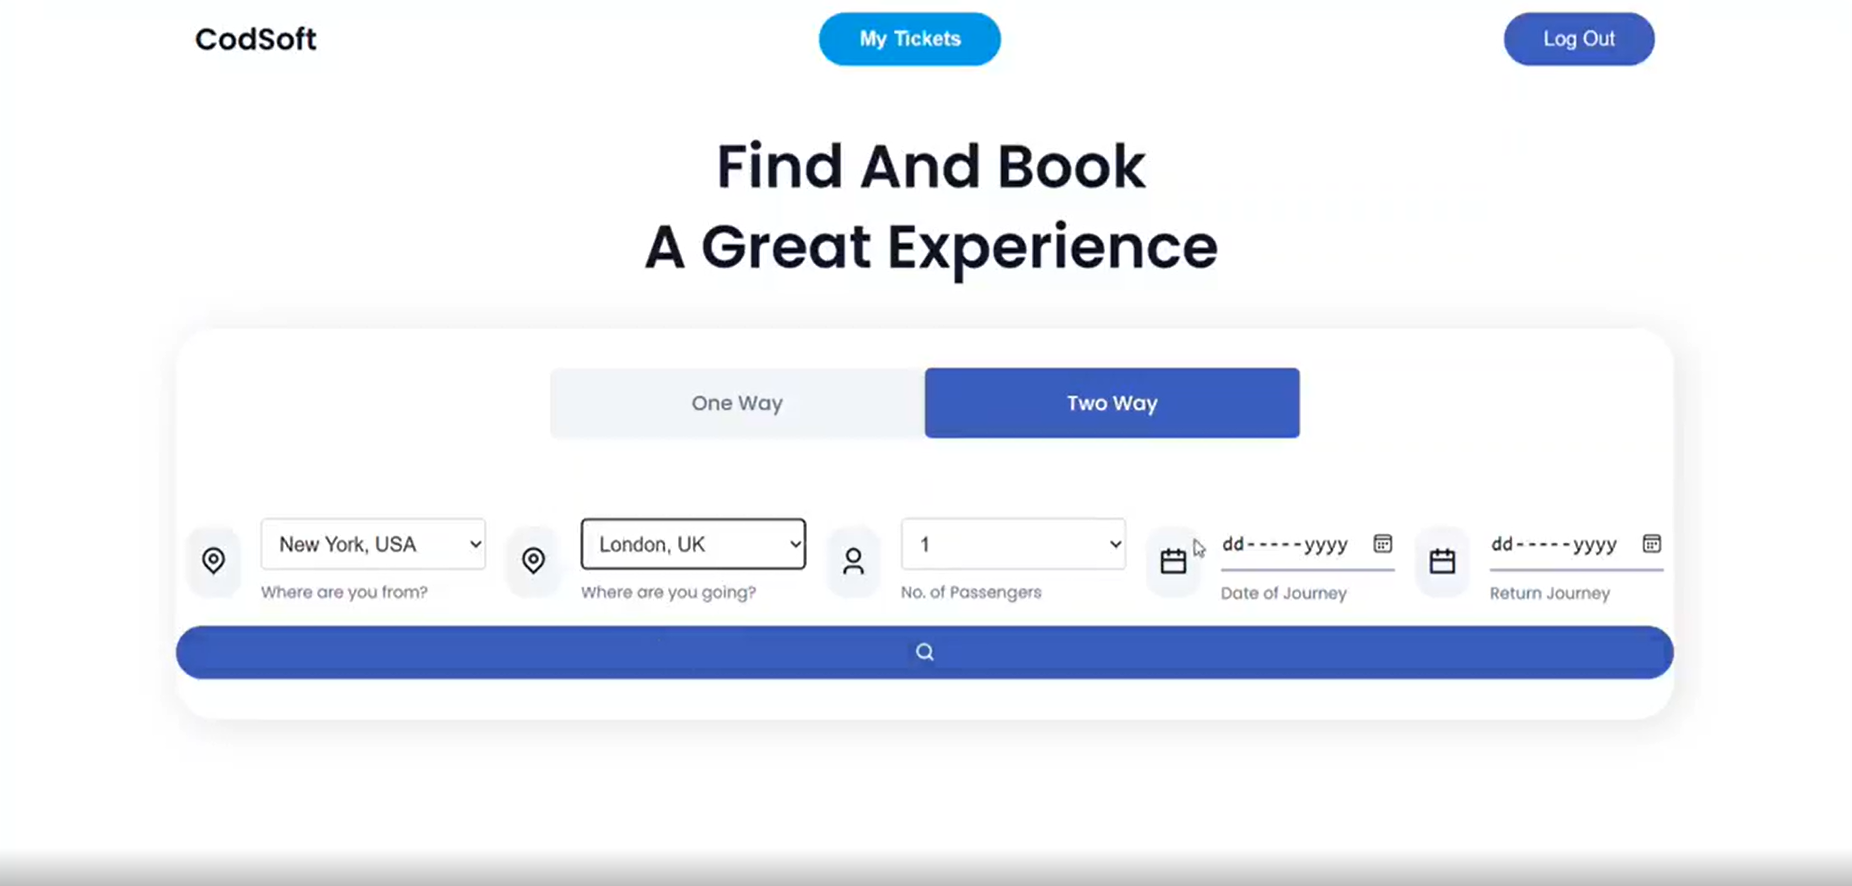 CodSoft
My Tickets
Log Out
Find And Book
A Great Experience
One Way
Two Way
New York, USA
London, UK
1
dd-----yyyy
dd-----yyyy
Where are you from?
Where are you going?
No. of Passengers
Date of Journey
Return Journey